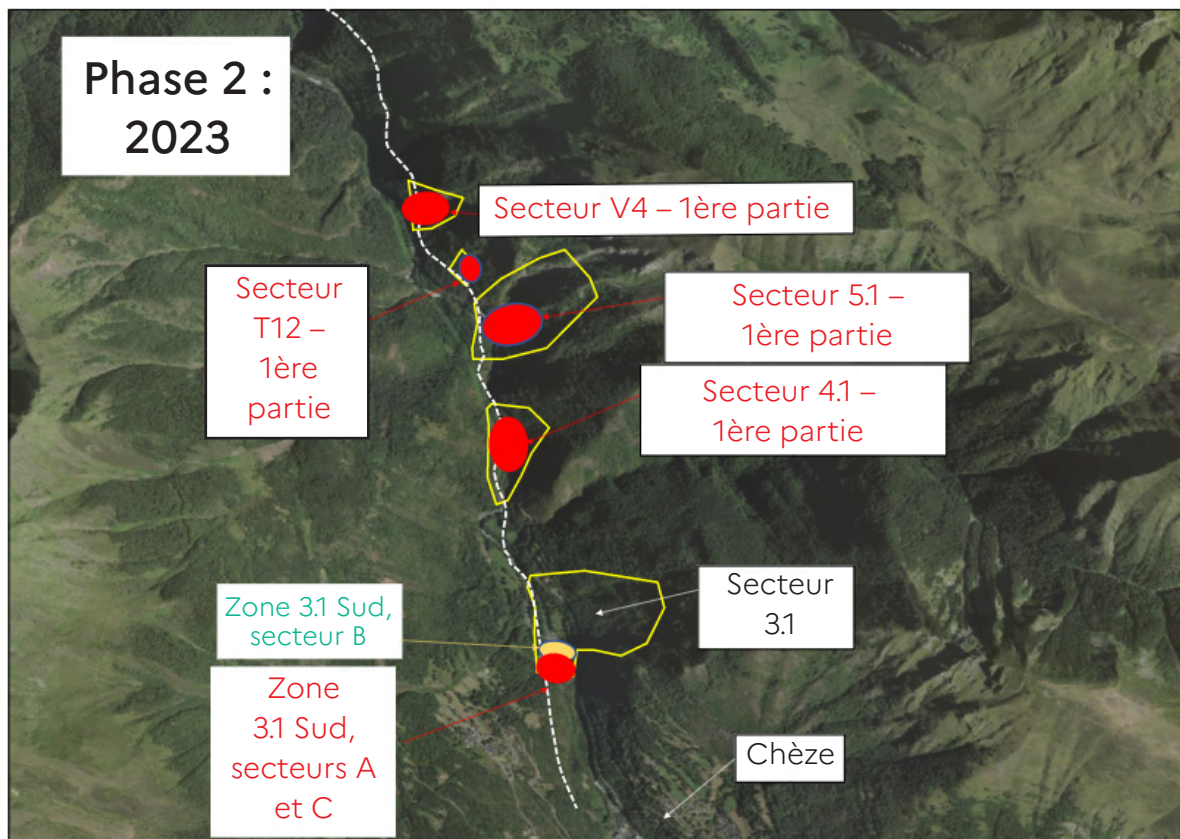 Phase 2 :
2023
Secteur V4 – 1ère partie
Secteur
T12 –
1ère
partie
Secteur 5.1 –
1ère partie
Secteur 4.1 –
1ère partie
Secteur
3.1
Zone 3.1 Sud,
secteur B
Zone
3.1 Sud,
secteurs A
et C
Chèze